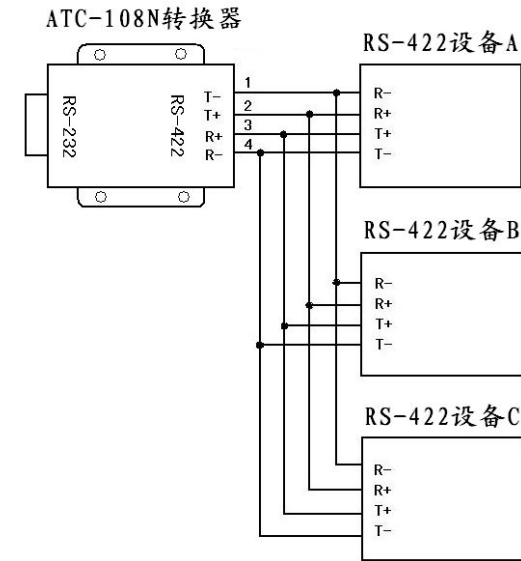 ATC-108N转换器
RS-232
RS-422
T-
T+
R+
R-
1
2
3
4
RS-422设备A
R-
R+
T+
T-
RS-422设备B
R-
R+
T+
T-
RS-422设备C
R-
R+
T+
T-